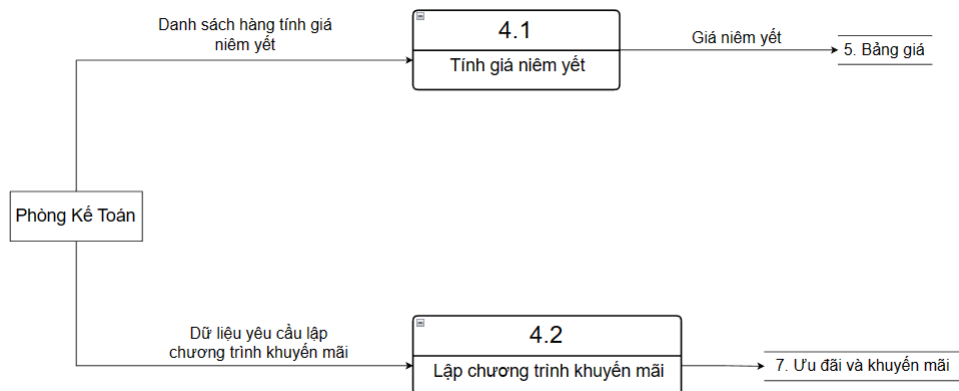 Danh sách hàng tính giá
niêm yết
4.1
Tính giá niêm yết
Giá niêm yết
5. Bảng giá
Phòng Kế Toán
Dữ liệu yêu cầu lập
chương trình khuyến mãi
4.2
Lập chương trình khuyến mãi
7. Ưu đãi và khuyến mãi